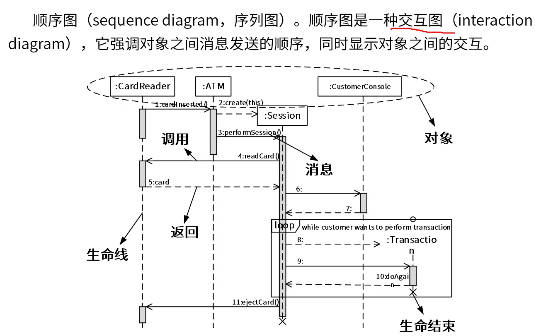 顺序图（sequence diagram，序列图）。顺序图是一种交互图（interaction
diagram），它强调对象之间消息发送的顺序，同时显示对象之间的交互。
:CardReader
:ATM
:CustomerConsole
1:cardInserted()
2:create(this)
:Session
对象
3:performSession()
调用
消息
4:readCard()
5:card
6:
返回
7:
loop
while customer wants to perform transaction
生命线
8:
:Transactio
n
9:
10:doAgai
n
11:ejectCard()
生命结束